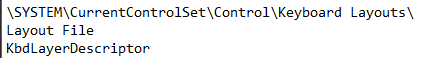 \SYSTEM\CurrentControlSet\Control\Keyboard Layouts\
Layout File
KbdLayerDescriptor